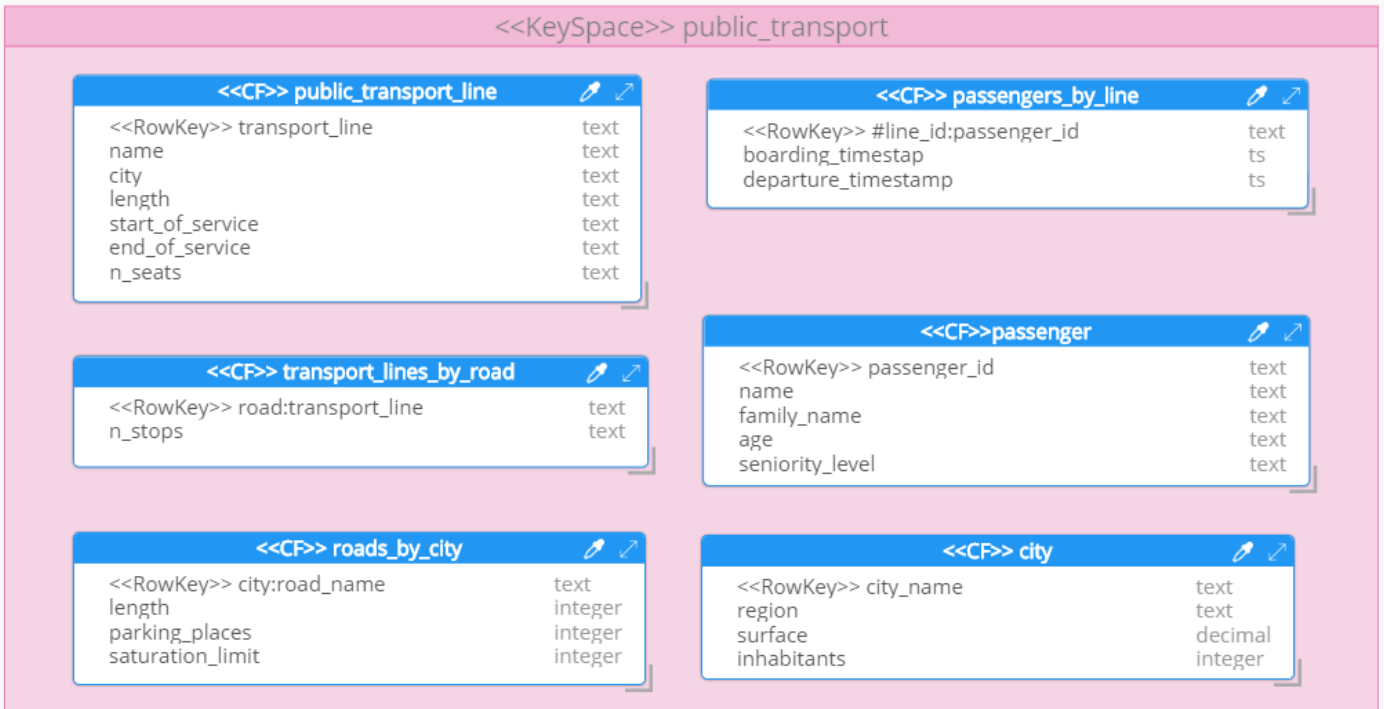 <<KeySpace>> public_transport
<<CF>> public_transport_line
<<RowKey>> transport_line text
name text
city text
length text
start_of_service text
end_of_service text
n_seats text
<<CF>> passengers_by_line
<<RowKey>> #line_id:passenger_id text
boarding_timestap ts
departure_timestamp ts
<<CF>> transport_lines_by_road
<<RowKey>> road:transport_line text
n_stops text
<<CF>>passenger
<<RowKey>> passenger_id text
name text
family_name text
age text
seniority_level text
<<CF>> roads_by_city
<<RowKey>> city:road_name text
length integer
parking_places integer
saturation_limit integer
<<CF>> city
<<RowKey>> city_name text
region text
surface decimal
inhabitants integer